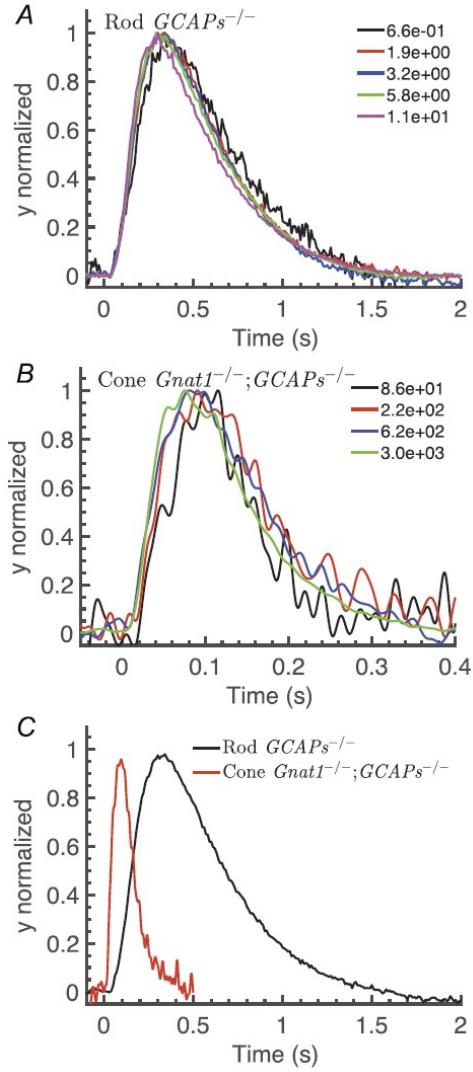 A
Rod GCAPs−/−
6.6e-01
1.9e+00
3.2e+00
5.8e+00
1.1e+01
y normalized
1
0.8
0.6
0.4
0.2
0
0 0.5 1 1.5 2
Time (s)
B
Cone Gnat1−/−;GCAPs−/−
8.6e+01
2.2e+02
6.2e+02
3.0e+03
y normalized
1
0.8
0.6
0.4
0.2
0
0 0.1 0.2 0.3 0.4
Time (s)
C
Rod GCAPs−/−
Cone Gnat1−/−;GCAPs−/−
y normalized
1
0.8
0.6
0.4
0.2
0
0 0.5 1 1.5 2
Time (s)